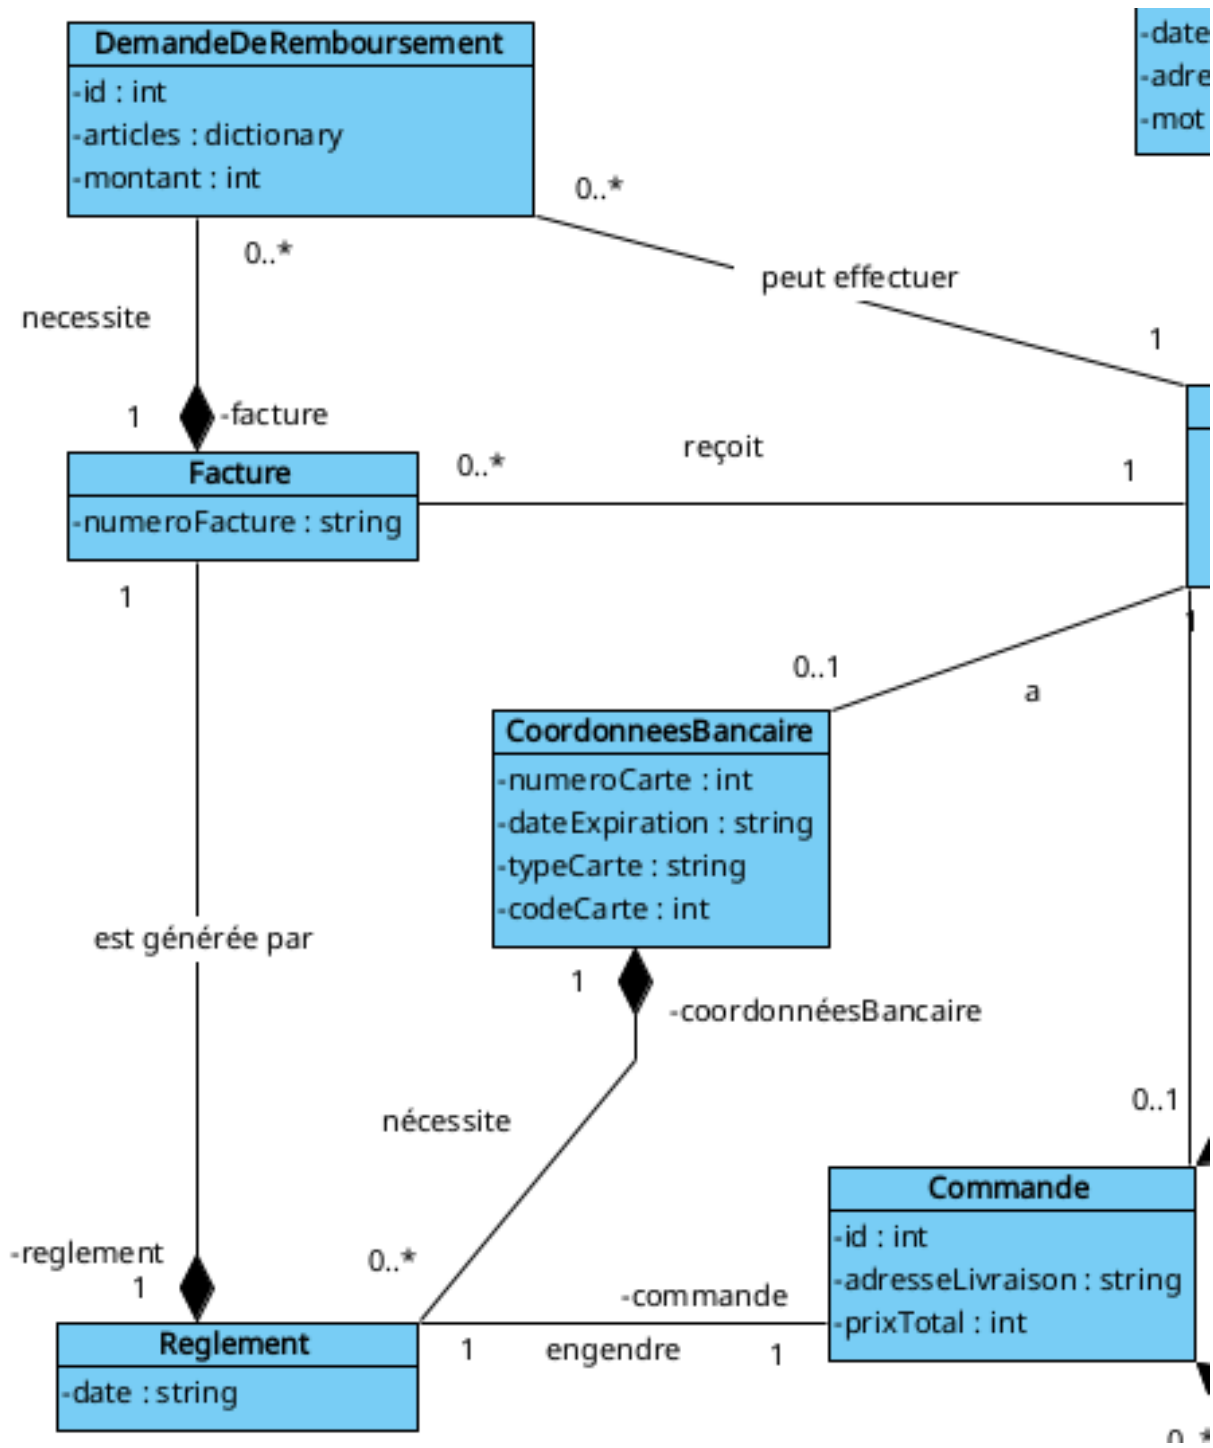 DemandeDeRemboursement
-id : int
-articles : dictionary
-montant : int
-date
-adre
-mot
0..*
0..*
peut effectuer
necessite
1
1
-facture
reçoit
Facture
0..*
1
-numeroFacture : string
1
1
0..1
a
CoordonneesBancaire
-numeroCarte : int
-dateExpiration : string
-typeCarte : string
-codeCarte : int
est générée par
1
-coordonnéesBancaire
nécessite
0..1
Commande
-id : int
-adresseLivraison : string
-prixTotal : int
-reglement
0..*
1
-commande
Reglement
1
engendre
1
-date : string
0..*